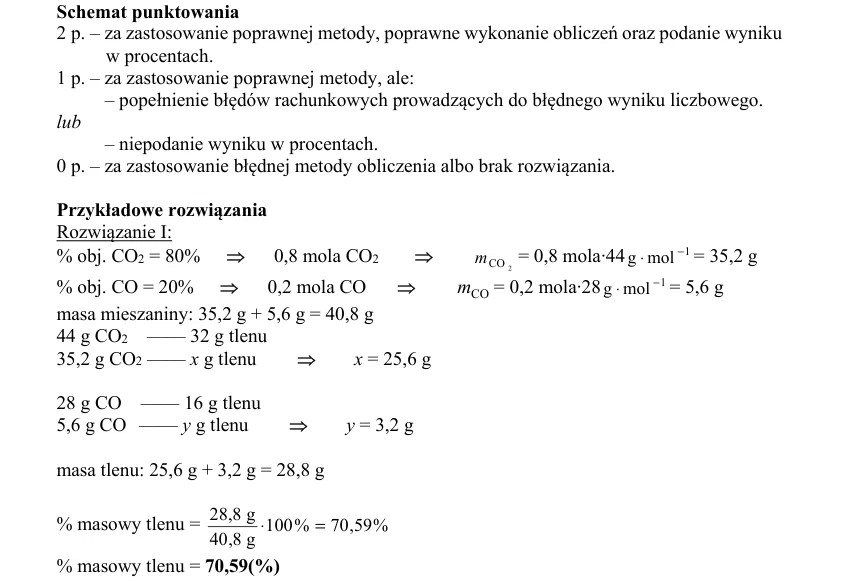 Schemat punktowania
2 p. – za zastosowanie poprawnej metody, poprawne wykonanie obliczeń oraz podanie wyniku
w procentach.
1 p. – za zastosowanie poprawnej metody, ale:
– popełnienie błędów rachunkowych prowadzących do błędnego wyniku liczbowego.
lub
– niepodanie wyniku w procentach.
0 p. – za zastosowanie błędnej metody obliczenia albo brak rozwiązania.
Przykładowe rozwiązania
Rozwiązanie I:
% obj. CO₂ = 80% ⇒ 0,8 mola CO₂ ⇒ m CO₂ = 0,8 mola·44 g · mol⁻¹ = 35,2 g
% obj. CO = 20% ⇒ 0,2 mola CO ⇒ m CO = 0,2 mola·28 g · mol⁻¹ = 5,6 g
masa mieszaniny: 35,2 g + 5,6 g = 40,8 g
44 g CO₂ —— 32 g tlenu
35,2 g CO₂ —— x g tlenu ⇒ x = 25,6 g
28 g CO —— 16 g tlenu
5,6 g CO —— y g tlenu ⇒ y = 3,2 g
masa tlenu: 25,6 g + 3,2 g = 28,8 g
% masowy tlenu = 28,8 g / 40,8 g ·100% = 70,59%
% masowy tlenu = 70,59(%)